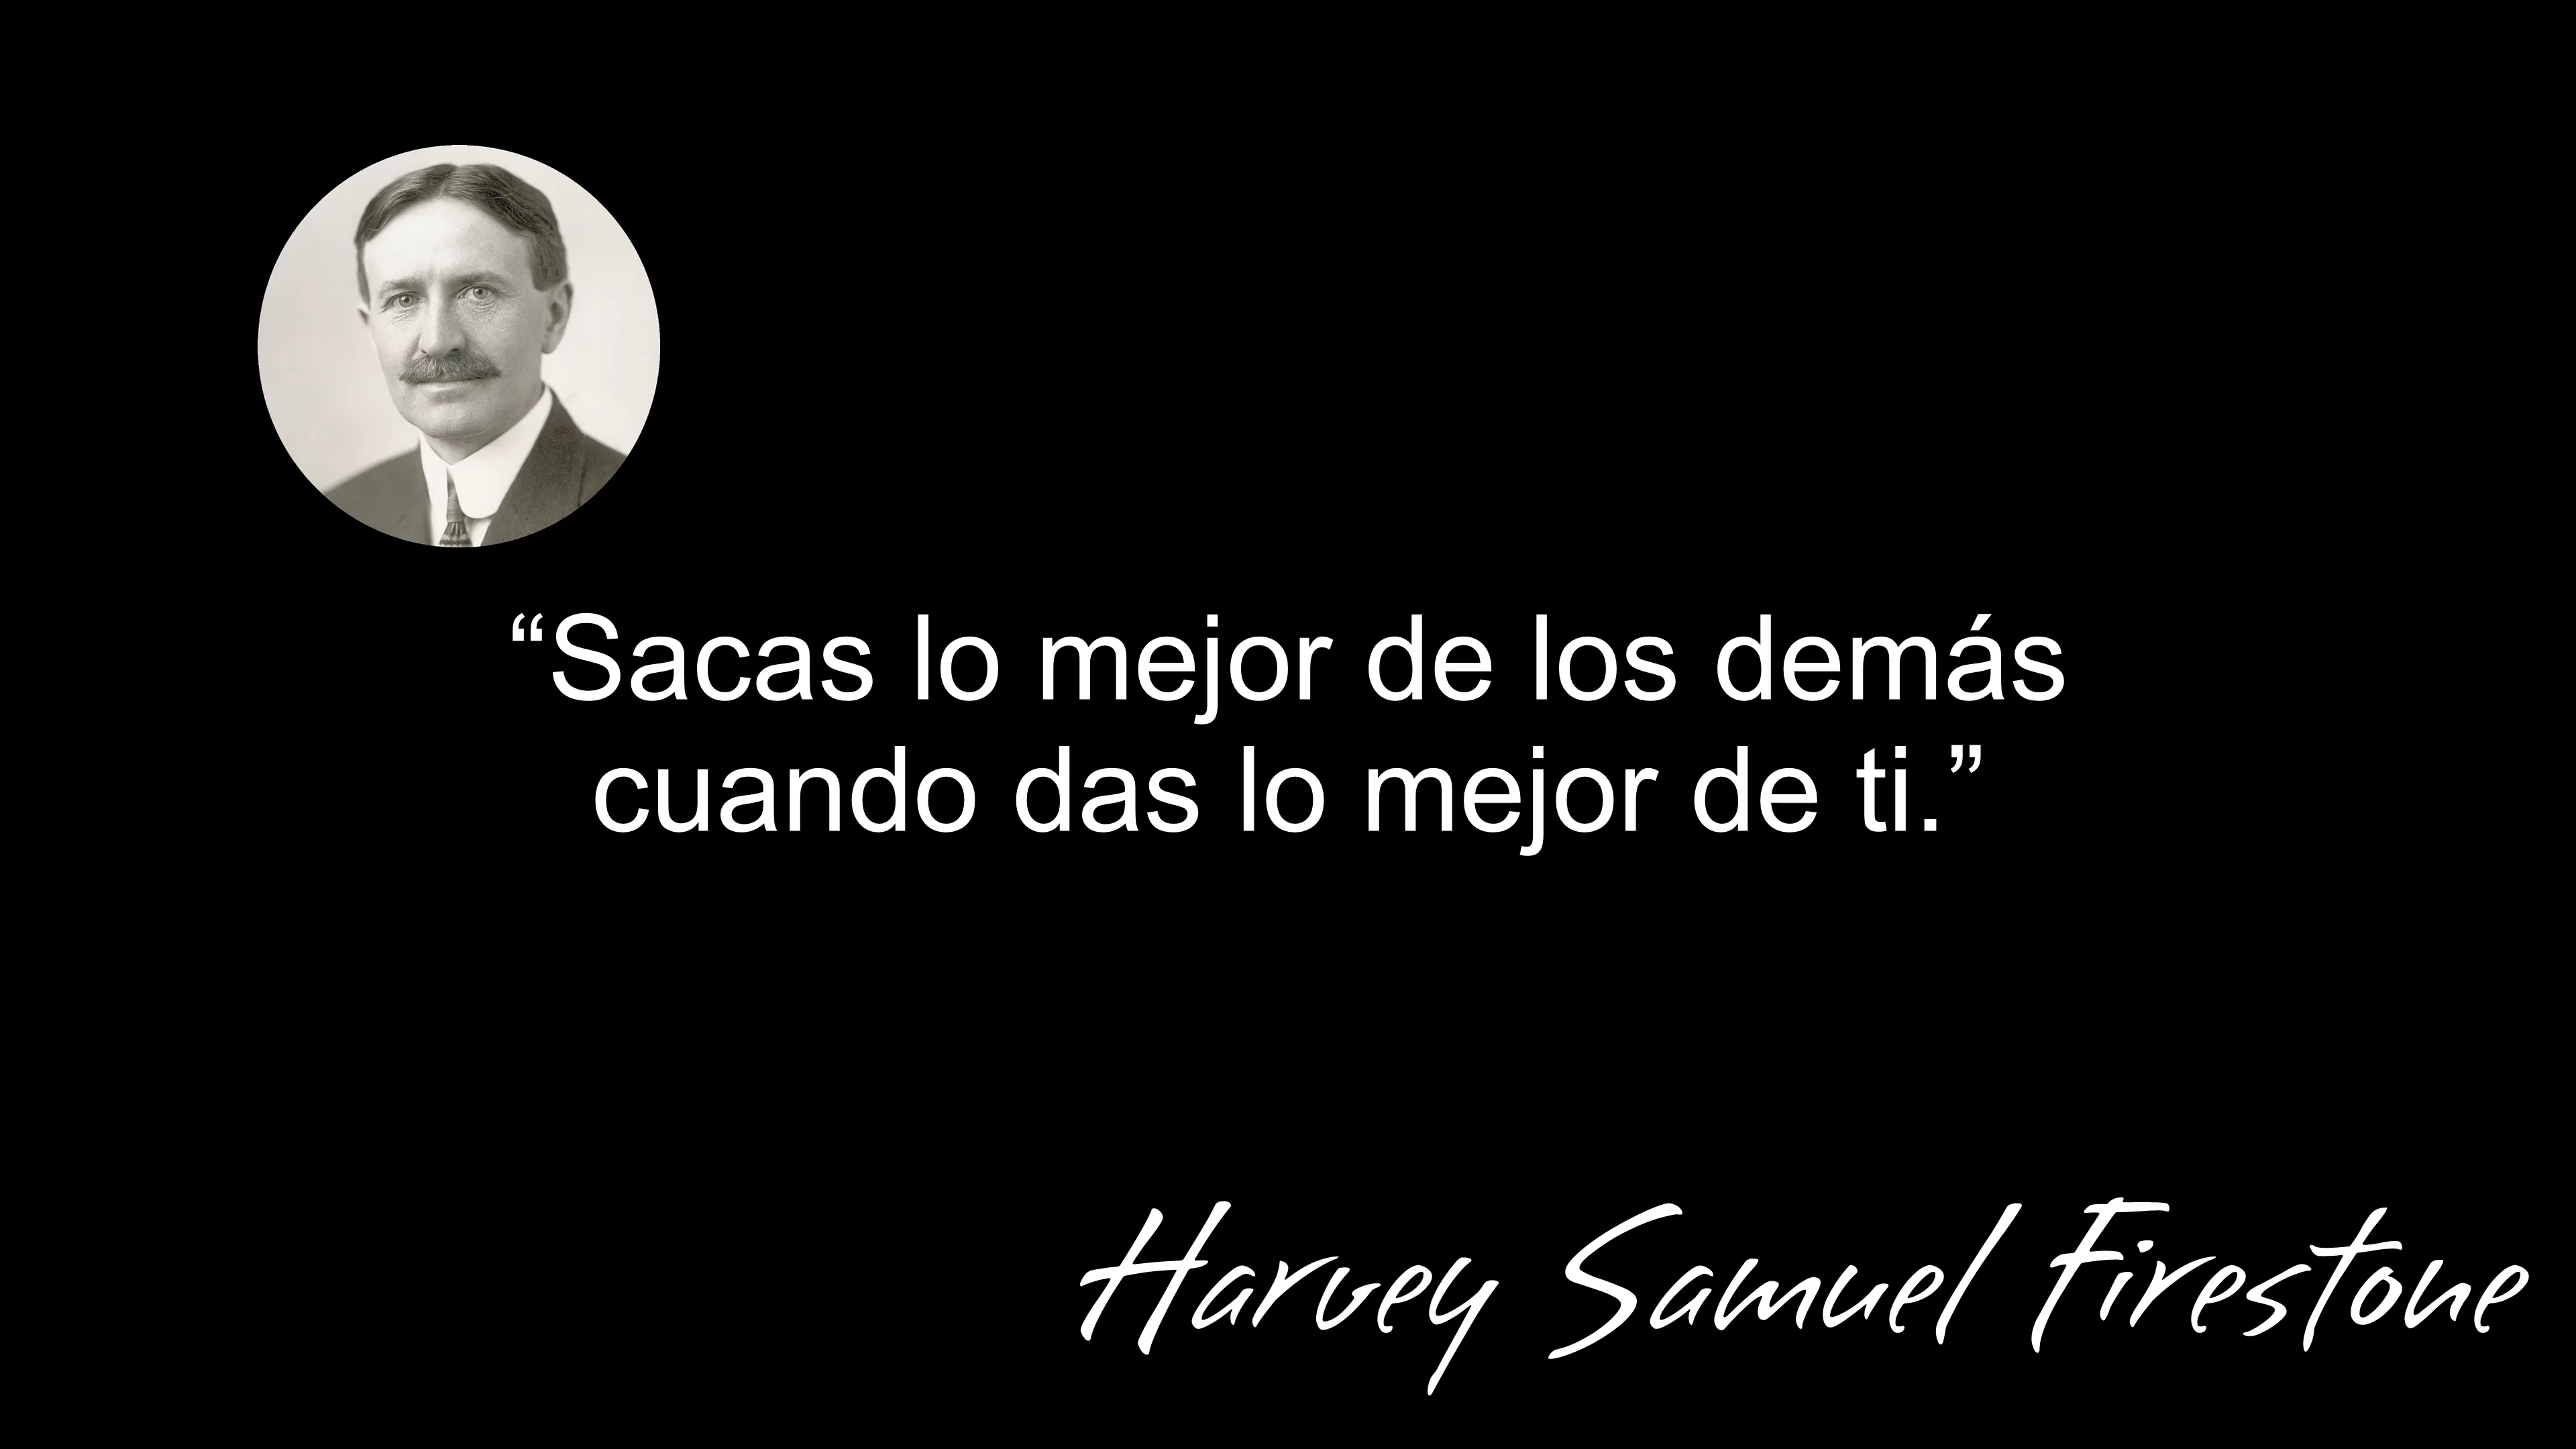 “Sacas lo mejor de los demás
cuando das lo mejor de ti.”
Harvey Samuel Firestone